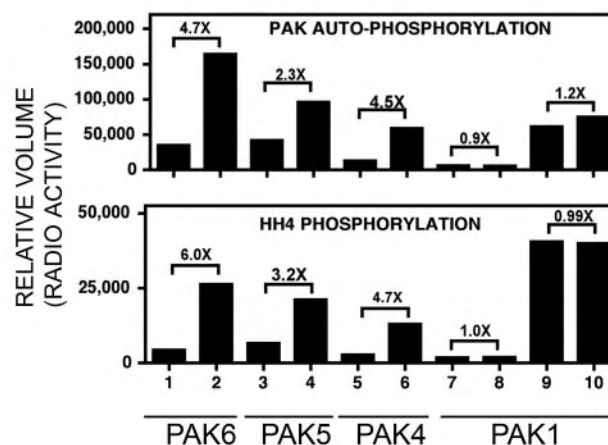 RELATIVE VOLUME
(RADIO ACTIVITY)
PAK AUTO-PHOSPHORYLATION
200,000
150,000
100,000
50,000
0
4.7X
2.3X
4.5X
0.9X
1.2X
HH4 PHOSPHORYLATION
50,000
25,000
0
6.0X
3.2X
4.7X
1.0X
0.99X
1 2 3 4 5 6 7 8 9 10
PAK6 PAK5 PAK4 PAK1